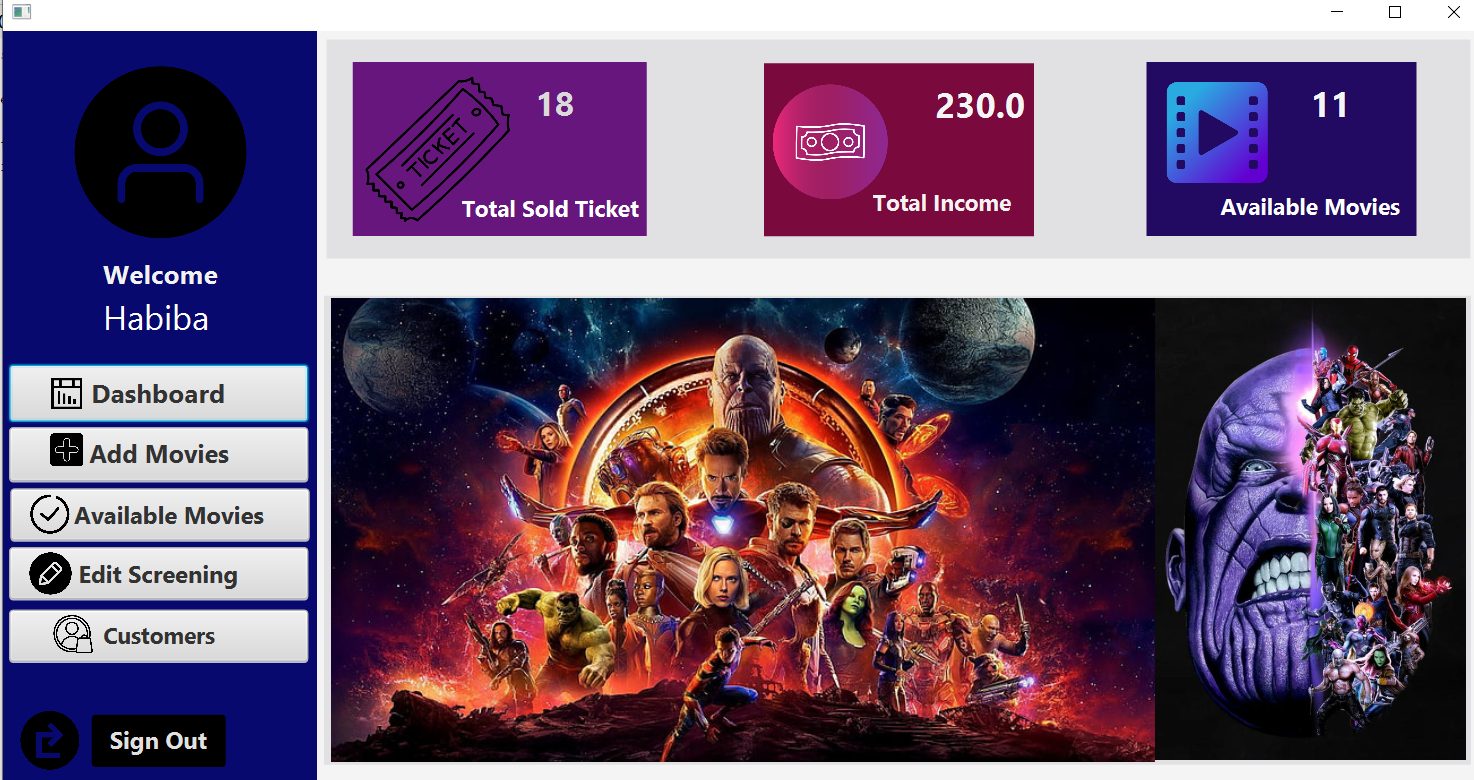 Welcome
Habiba
Dashboard
Add Movies
Available Movies
Edit Screening
Customers
Sign Out
18
TICKET
Total Sold Ticket
230.0
Total Income
11
Available Movies